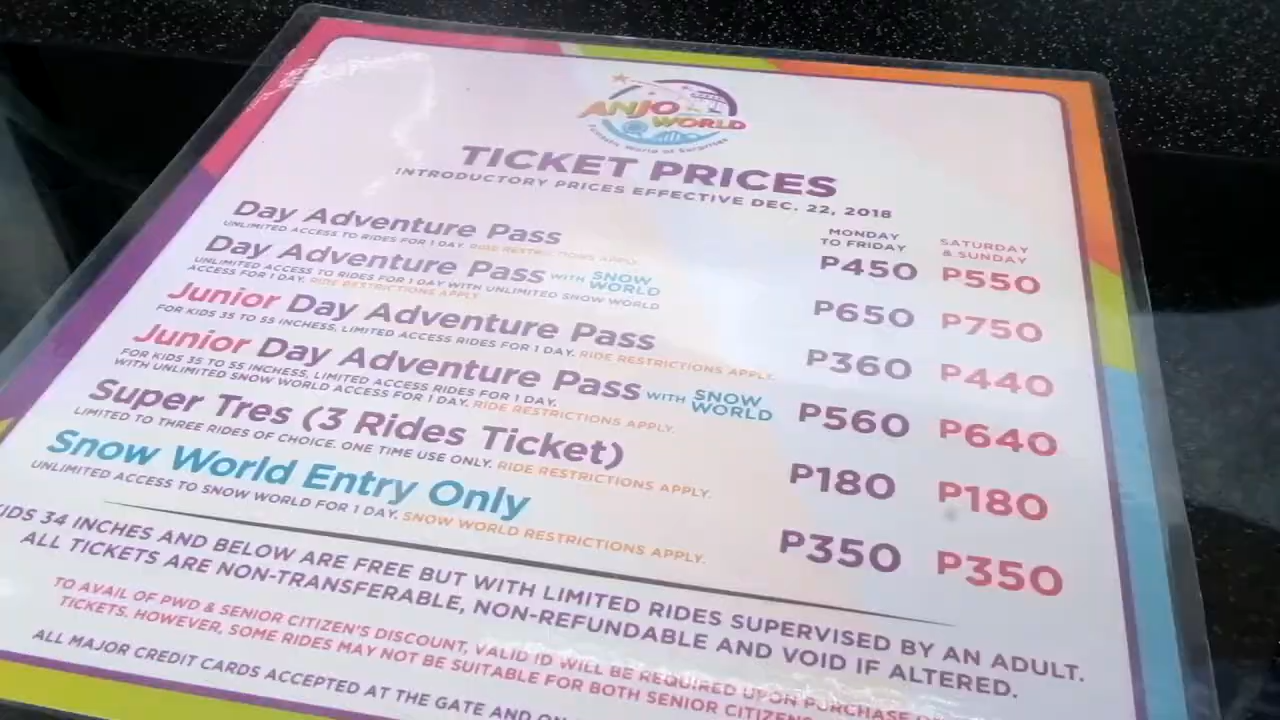 ANJO WORLD
Fantastic World of Surprises
TICKET PRICES
INTRODUCTORY PRICES EFFECTIVE DEC. 22, 2018
MONDAY TO FRIDAY
SATURDAY & SUNDAY
Day Adventure Pass P450 P550
UNLIMITED ACCESS TO RIDES FOR 1 DAY. RIDE RESTRICTIONS APPLY.
Day Adventure Pass WITH SNOW WORLD P650 P750
UNLIMITED ACCESS TO RIDES FOR 1 DAY WITH UNLIMITED SNOW WORLD
ACCESS FOR 1 DAY. RIDE RESTRICTIONS APPLY
Junior Day Adventure Pass P360 P440
FOR KIDS 35 TO 55 INCHESS, LIMITED ACCESS RIDES FOR 1 DAY. RIDE RESTRICTIONS APPLY.
Junior Day Adventure Pass WITH SNOW WORLD P560 P640
FOR KIDS 35 TO 55 INCHESS, LIMITED ACCESS RIDES FOR 1 DAY.
WITH UNLIMITED SNOW WORLD ACCESS FOR 1 DAY. RIDE RESTRICTIONS APPLY.
Super Tres (3 Rides Ticket) P180 P180
LIMITED TO THREE RIDES OF CHOICE. ONE TIME USE ONLY. RIDE RESTRICTIONS APPLY.
Snow World Entry Only P350 P350
UNLIMITED ACCESS TO SNOW WORLD FOR 1 DAY. SNOW WORLD RESTRICTIONS APPLY.
IDS 34 INCHES AND BELOW ARE FREE BUT WITH LIMITED RIDES SUPERVISED BY AN ADULT.
ALL TICKETS ARE NON-TRANSFERABLE, NON-REFUNDABLE AND VOID IF ALTERED.
TO AVAIL OF PWD & SENIOR CITIZEN'S DISCOUNT, VALID ID WILL BE REQUIRED UPON PURCHASE
TICKETS. HOWEVER, SOME RIDES MAY NOT BE SUITABLE FOR BOTH SENIOR CITIZENS
ALL MAJOR CREDIT CARDS ACCEPTED AT THE GATE AND